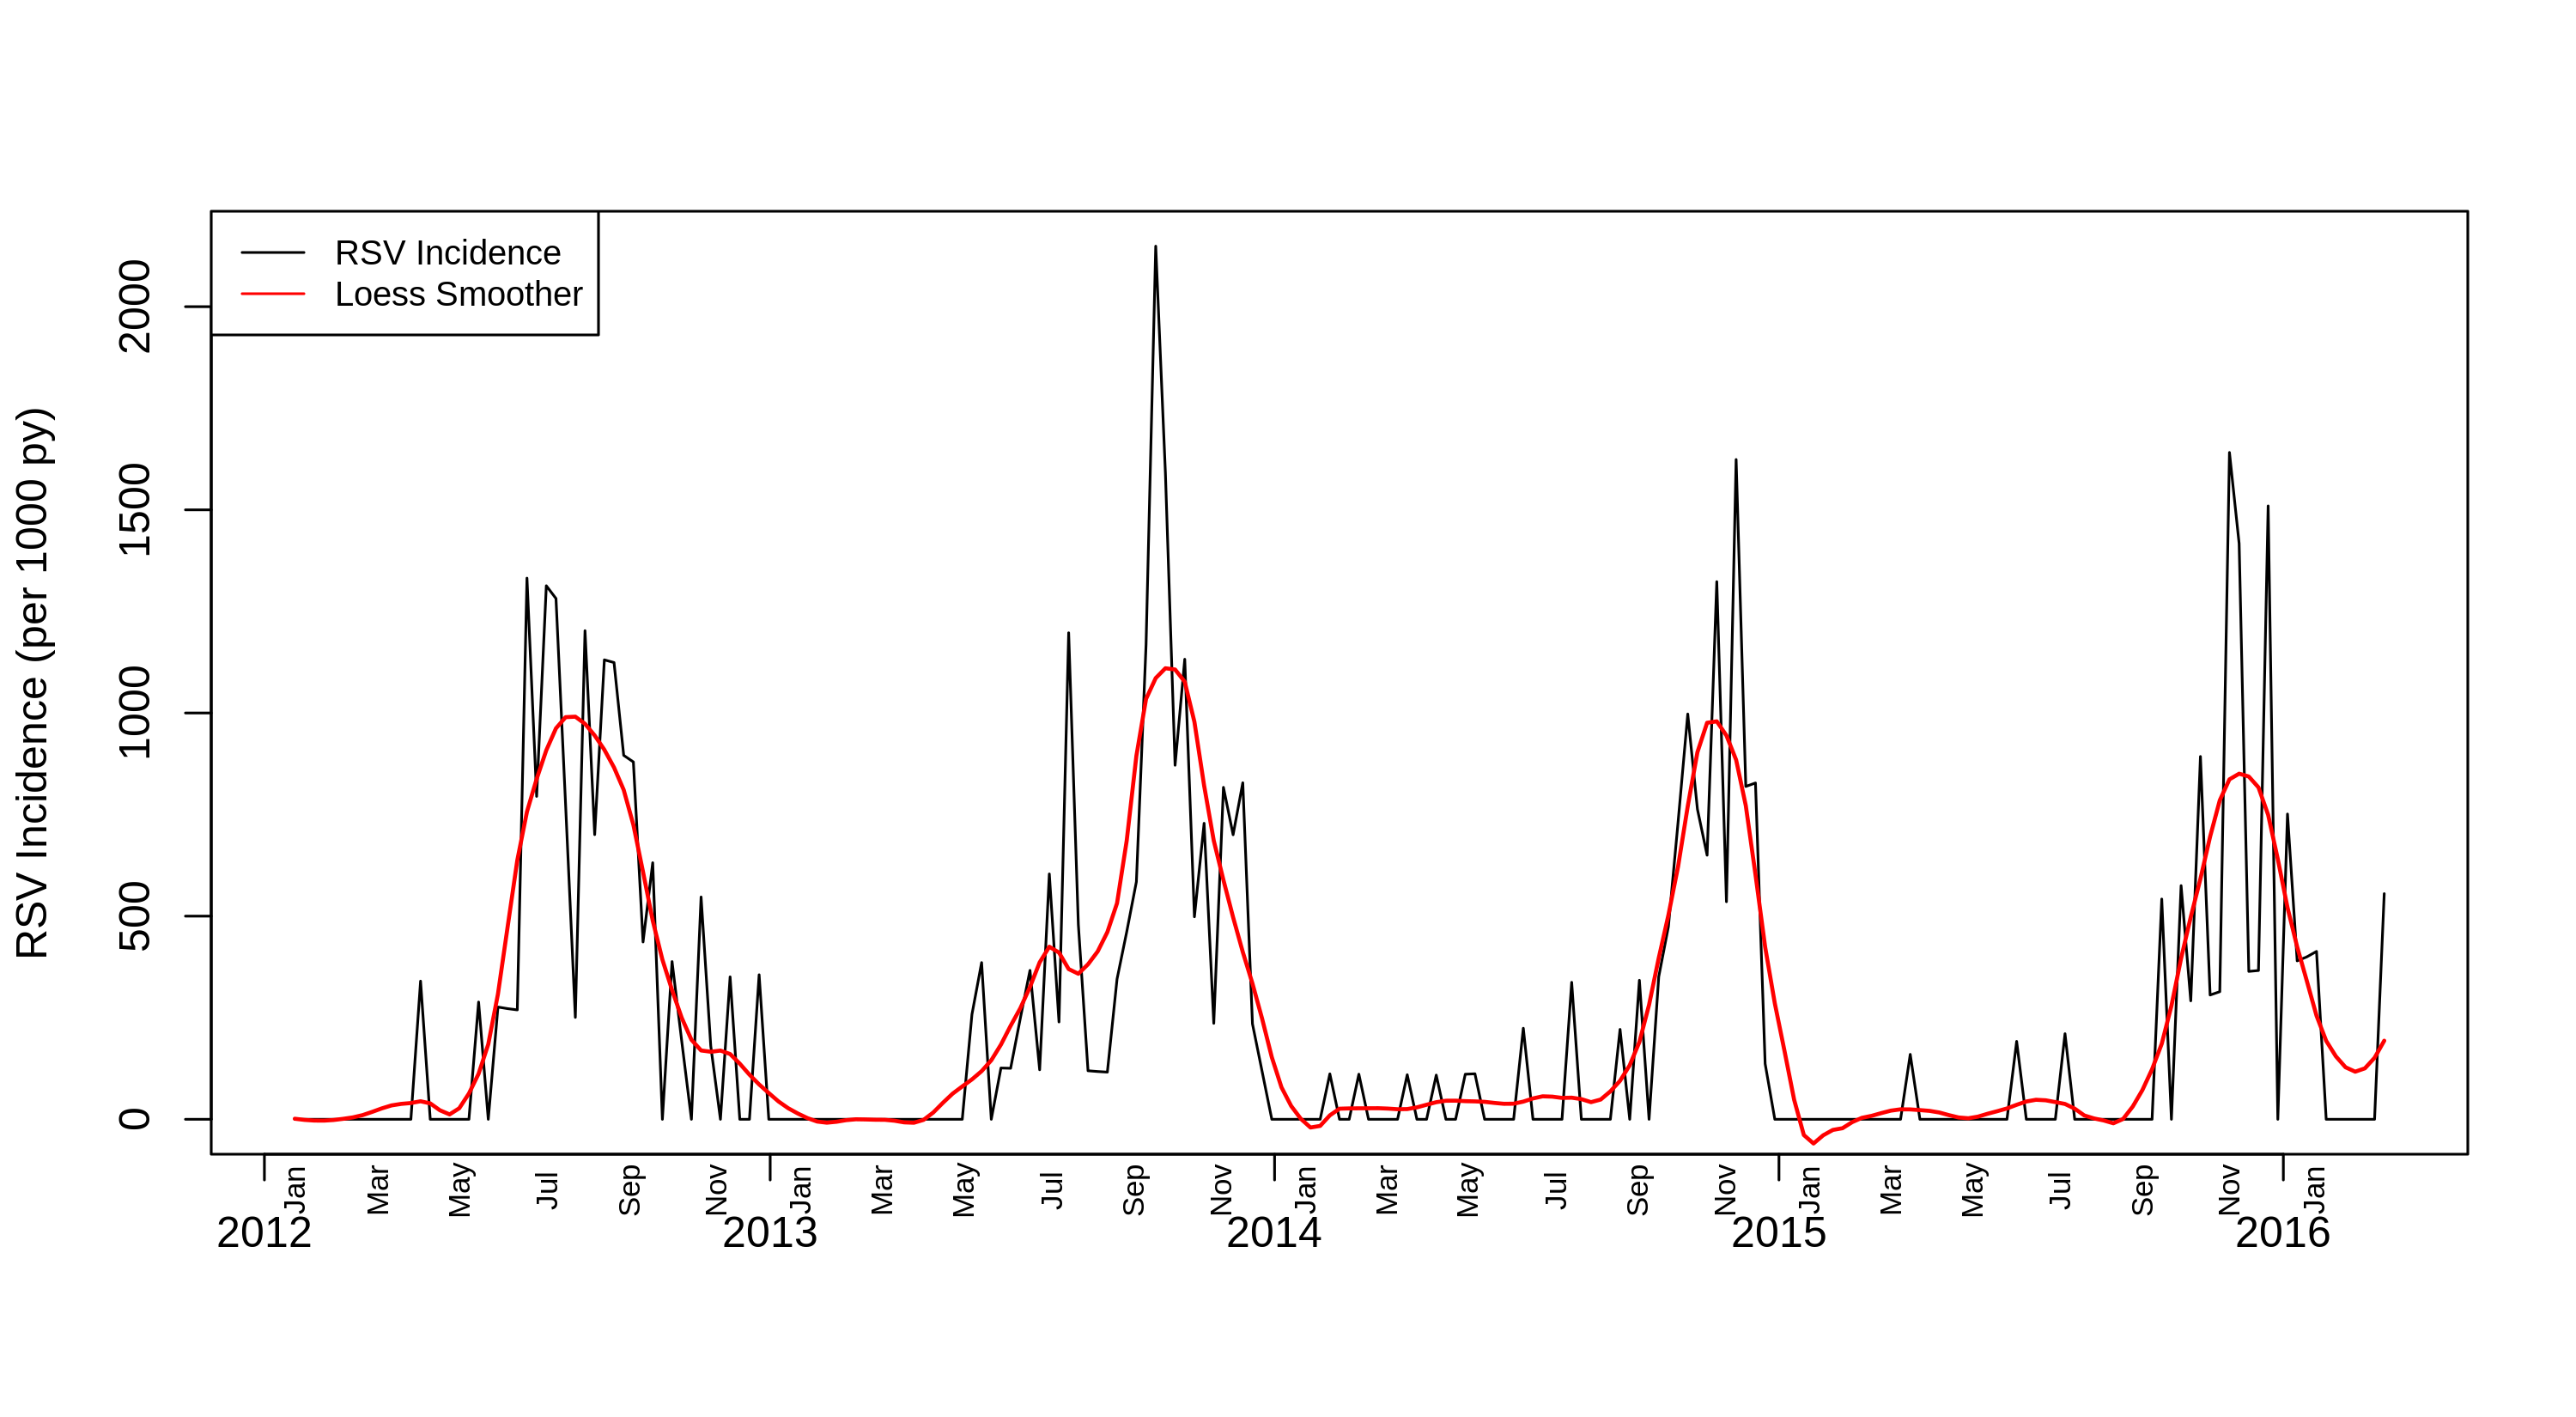 RSV Incidence
Loess Smoother
RSV Incidence (per 1000 py)
2000
1500
1000
500
0
Jan Mar May Jul Sep Nov Jan Mar May Jul Sep Nov Jan Mar May Jul Sep Nov Jan Mar May Jul Sep Nov Jan
2012 2013 2014 2015 2016